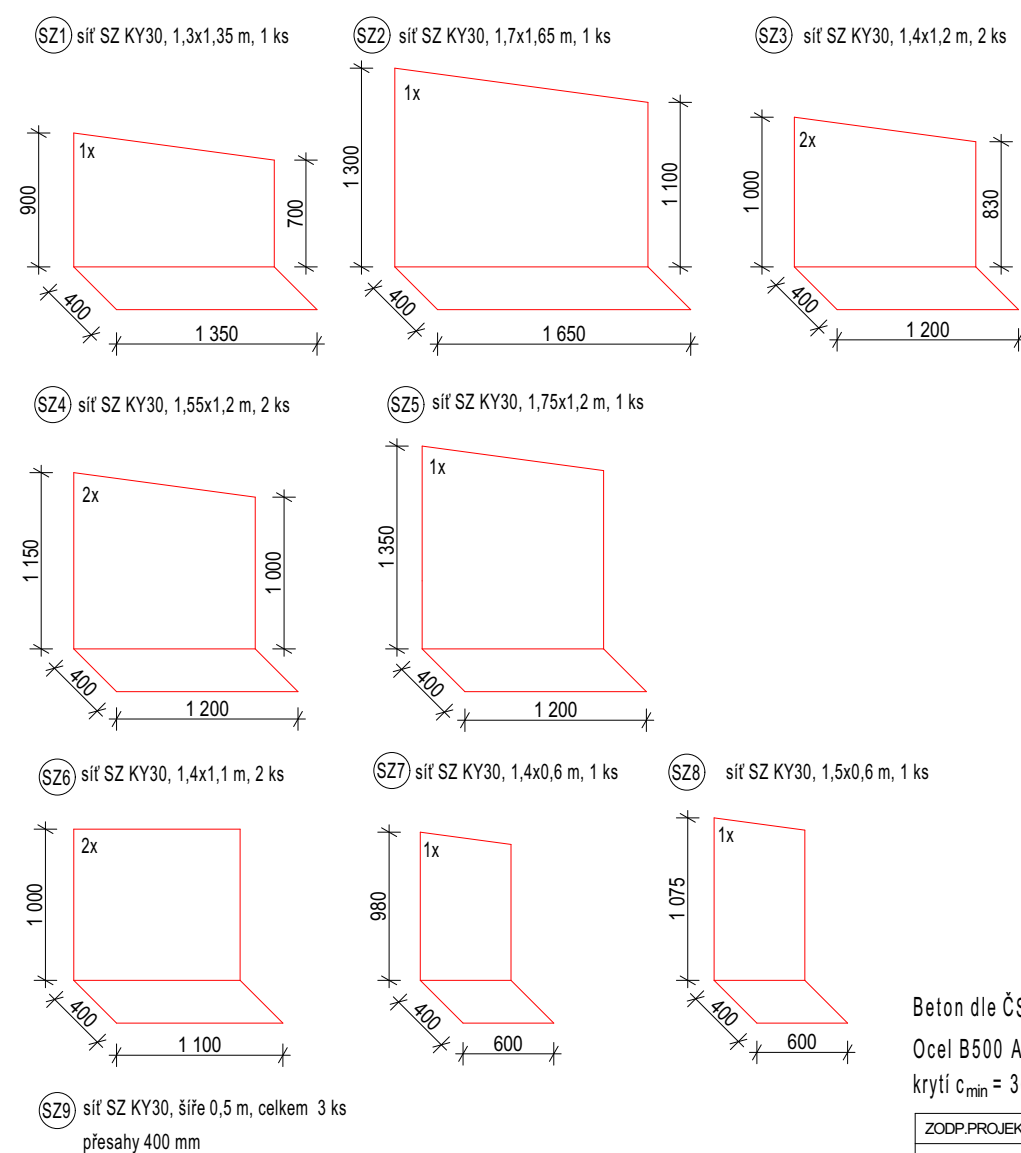 SZ1 síť SZ KY30, 1,3x1,35 m, 1 ks
1x
900
700
400
1 350
SZ2 síť SZ KY30, 1,7x1,65 m, 1 ks
1x
1 300
1 100
400
1 650
SZ3 síť SZ KY30, 1,4x1,2 m, 2 ks
2x
1 000
830
400
1 200
SZ4 síť SZ KY30, 1,55x1,2 m, 2 ks
2x
1 150
1 000
400
1 200
SZ5 síť SZ KY30, 1,75x1,2 m, 1 ks
1x
1 350
400
1 200
SZ6 síť SZ KY30, 1,4x1,1 m, 2 ks
2x
1 000
400
1 100
SZ7 síť SZ KY30, 1,4x0,6 m, 1 ks
1x
980
400
600
SZ8 síť SZ KY30, 1,5x0,6 m, 1 ks
1x
1 075
400
600
SZ9 síť SZ KY30, šíře 0,5 m, celkem 3 ks
přesahy 400 mm
Beton dle ČS
Ocel B500 A
krytí cmin = 3
ZODP.PROJEK